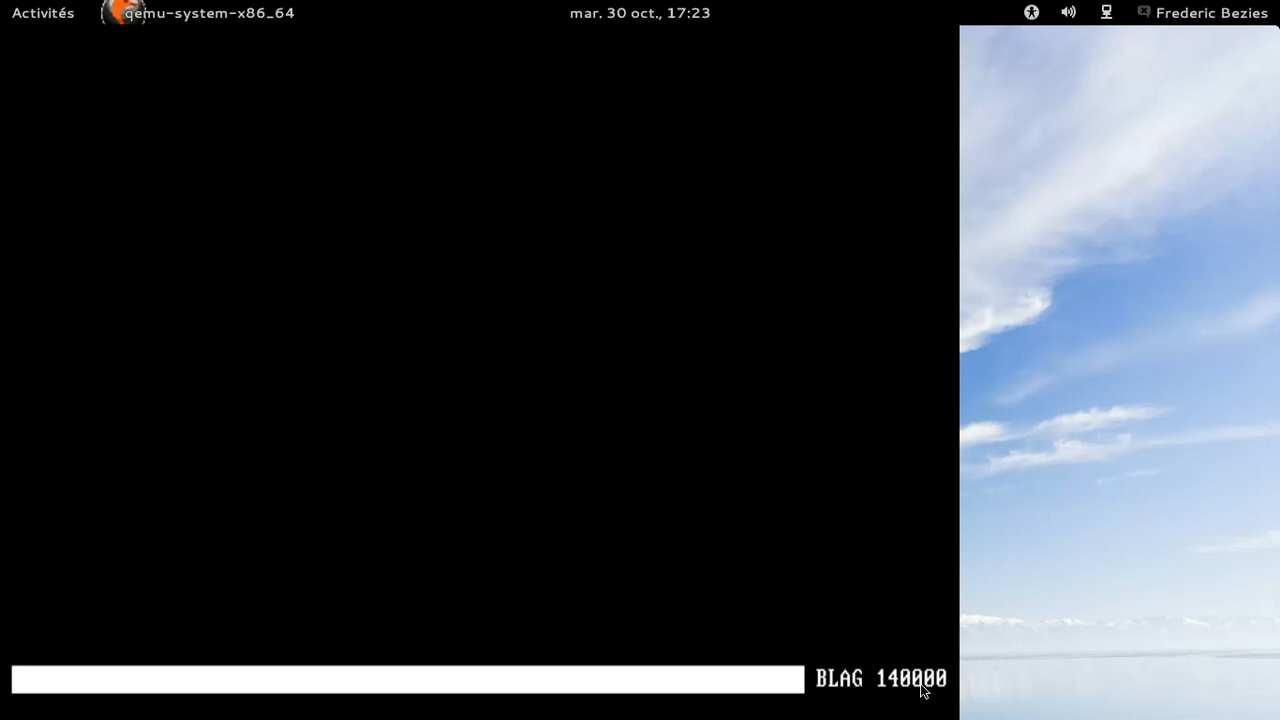 Activités qemu-system-x86_64 mar. 30 oct., 17:23 Frederic Bezies
BLAG 140000